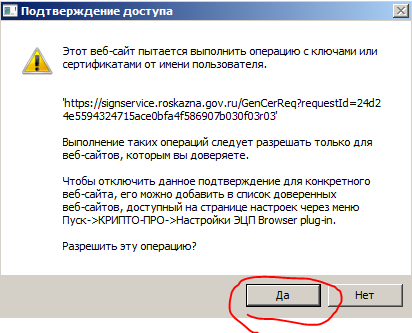 Подтверждение доступа
Этот веб-сайт пытается выполнить операцию с ключами или
сертификатами от имени пользователя.
'https://signservice.roskazna.gov.ru/GenCerReq?requestId=24d2
4e5594324715ace0bfa4f586907b030f03r03'
Выполнение таких операций следует разрешать только для
веб-сайтов, которым вы доверяете.
Чтобы отключить данное подтверждение для конкретного
веб-сайта, его можно добавить в список доверенных
веб-сайтов, доступный на странице настроек через меню
Пуск->КРИПТО-ПРО->Настройки ЭЦП Browser plug-in.
Разрешить эту операцию?
Да
Нет